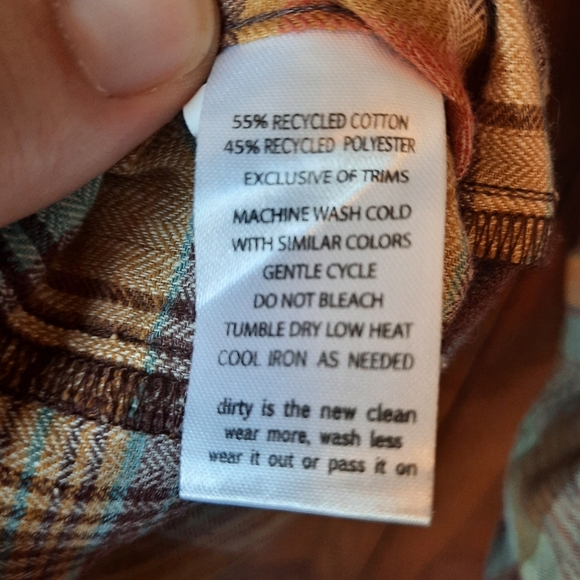 55% RECYCLED COTTON
45% RECYCLED POLYESTER
EXCLUSIVE OF TRIMS
MACHINE WASH COLD
WITH SIMILAR COLORS
GENTLE CYCLE
DO NOT BLEACH
TUMBLE DRY LOW HEAT
COOL IRON AS NEEDED
dirty is the new clean
wear more, wash less
wear it out or pass it on